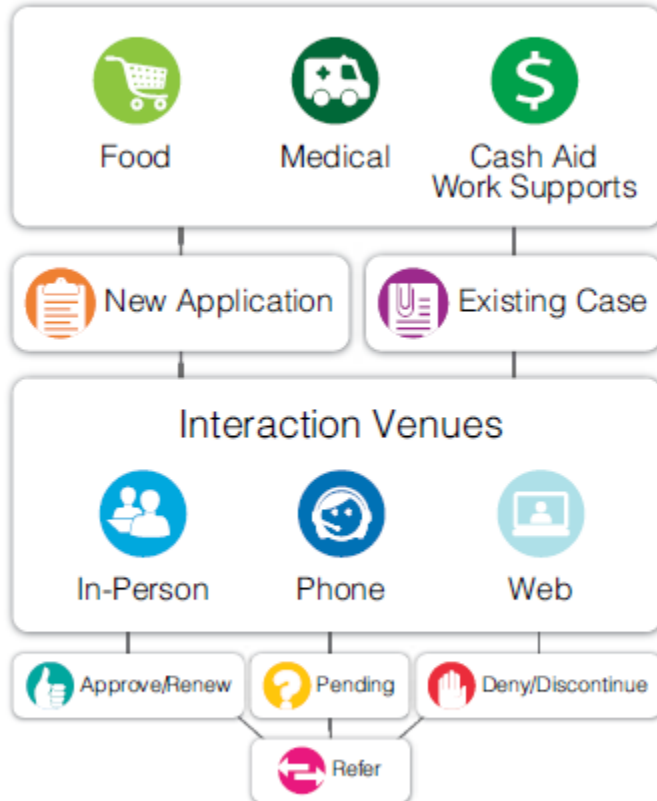 Food
Medical
Cash Aid
Work Supports
New Application
Existing Case
Interaction Venues
In-Person
Phone
Web
Approve/Renew
Pending
Deny/Discontinue
Refer